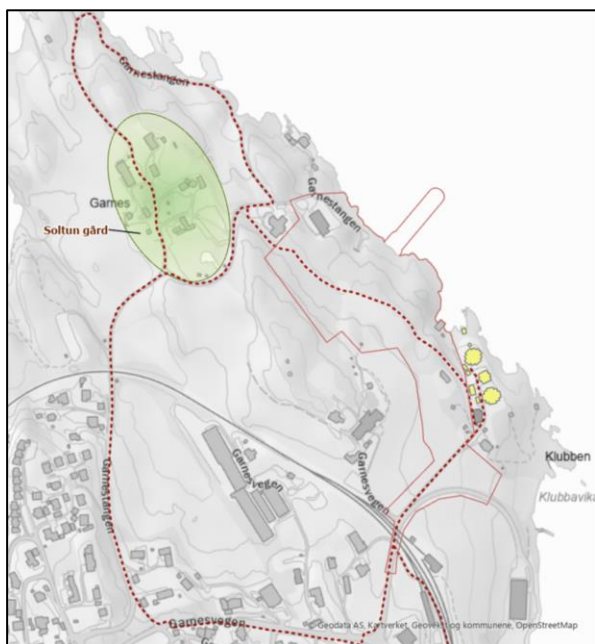 Garnestangen
Garnes
Garnestangen
Soltun gård
Klubben
Klubbavika
Garnesvegen
Garnesvegen
Garnestangen
Garnesvegen
© Geodata AS, Kartverket, Geovekst og kommunene, OpenStreetMap